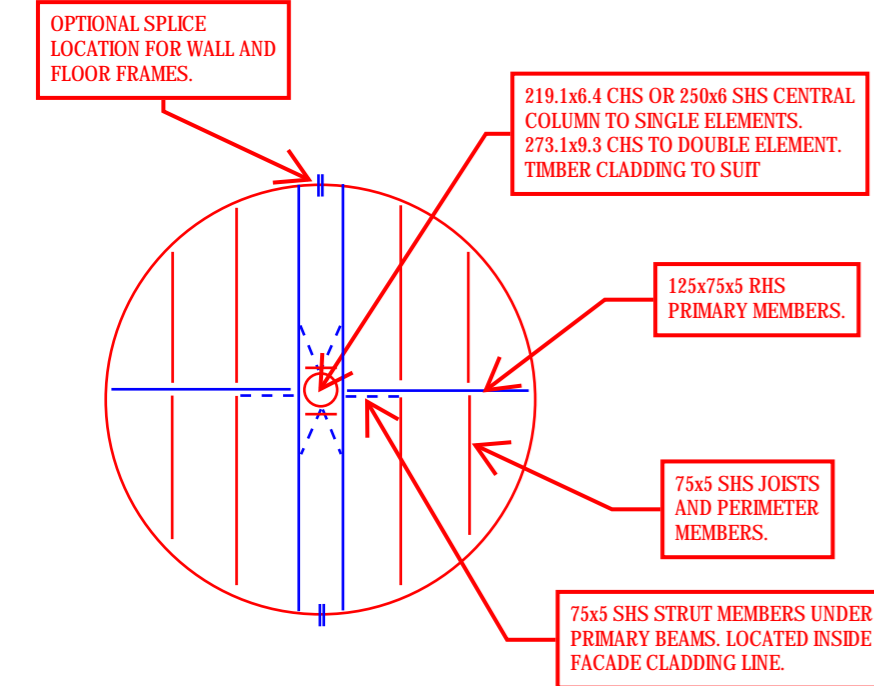 OPTIONAL SPLICE
LOCATION FOR WALL AND
FLOOR FRAMES.
219.1x6.4 CHS OR 250x6 SHS CENTRAL
COLUMN TO SINGLE ELEMENTS.
273.1x9.3 CHS TO DOUBLE ELEMENT.
TIMBER CLADDING TO SUIT
125x75x5 RHS
PRIMARY MEMBERS.
75x5 SHS JOISTS
AND PERIMETER
MEMBERS.
75x5 SHS STRUT MEMBERS UNDER
PRIMARY BEAMS. LOCATED INSIDE
FACADE CLADDING LINE.